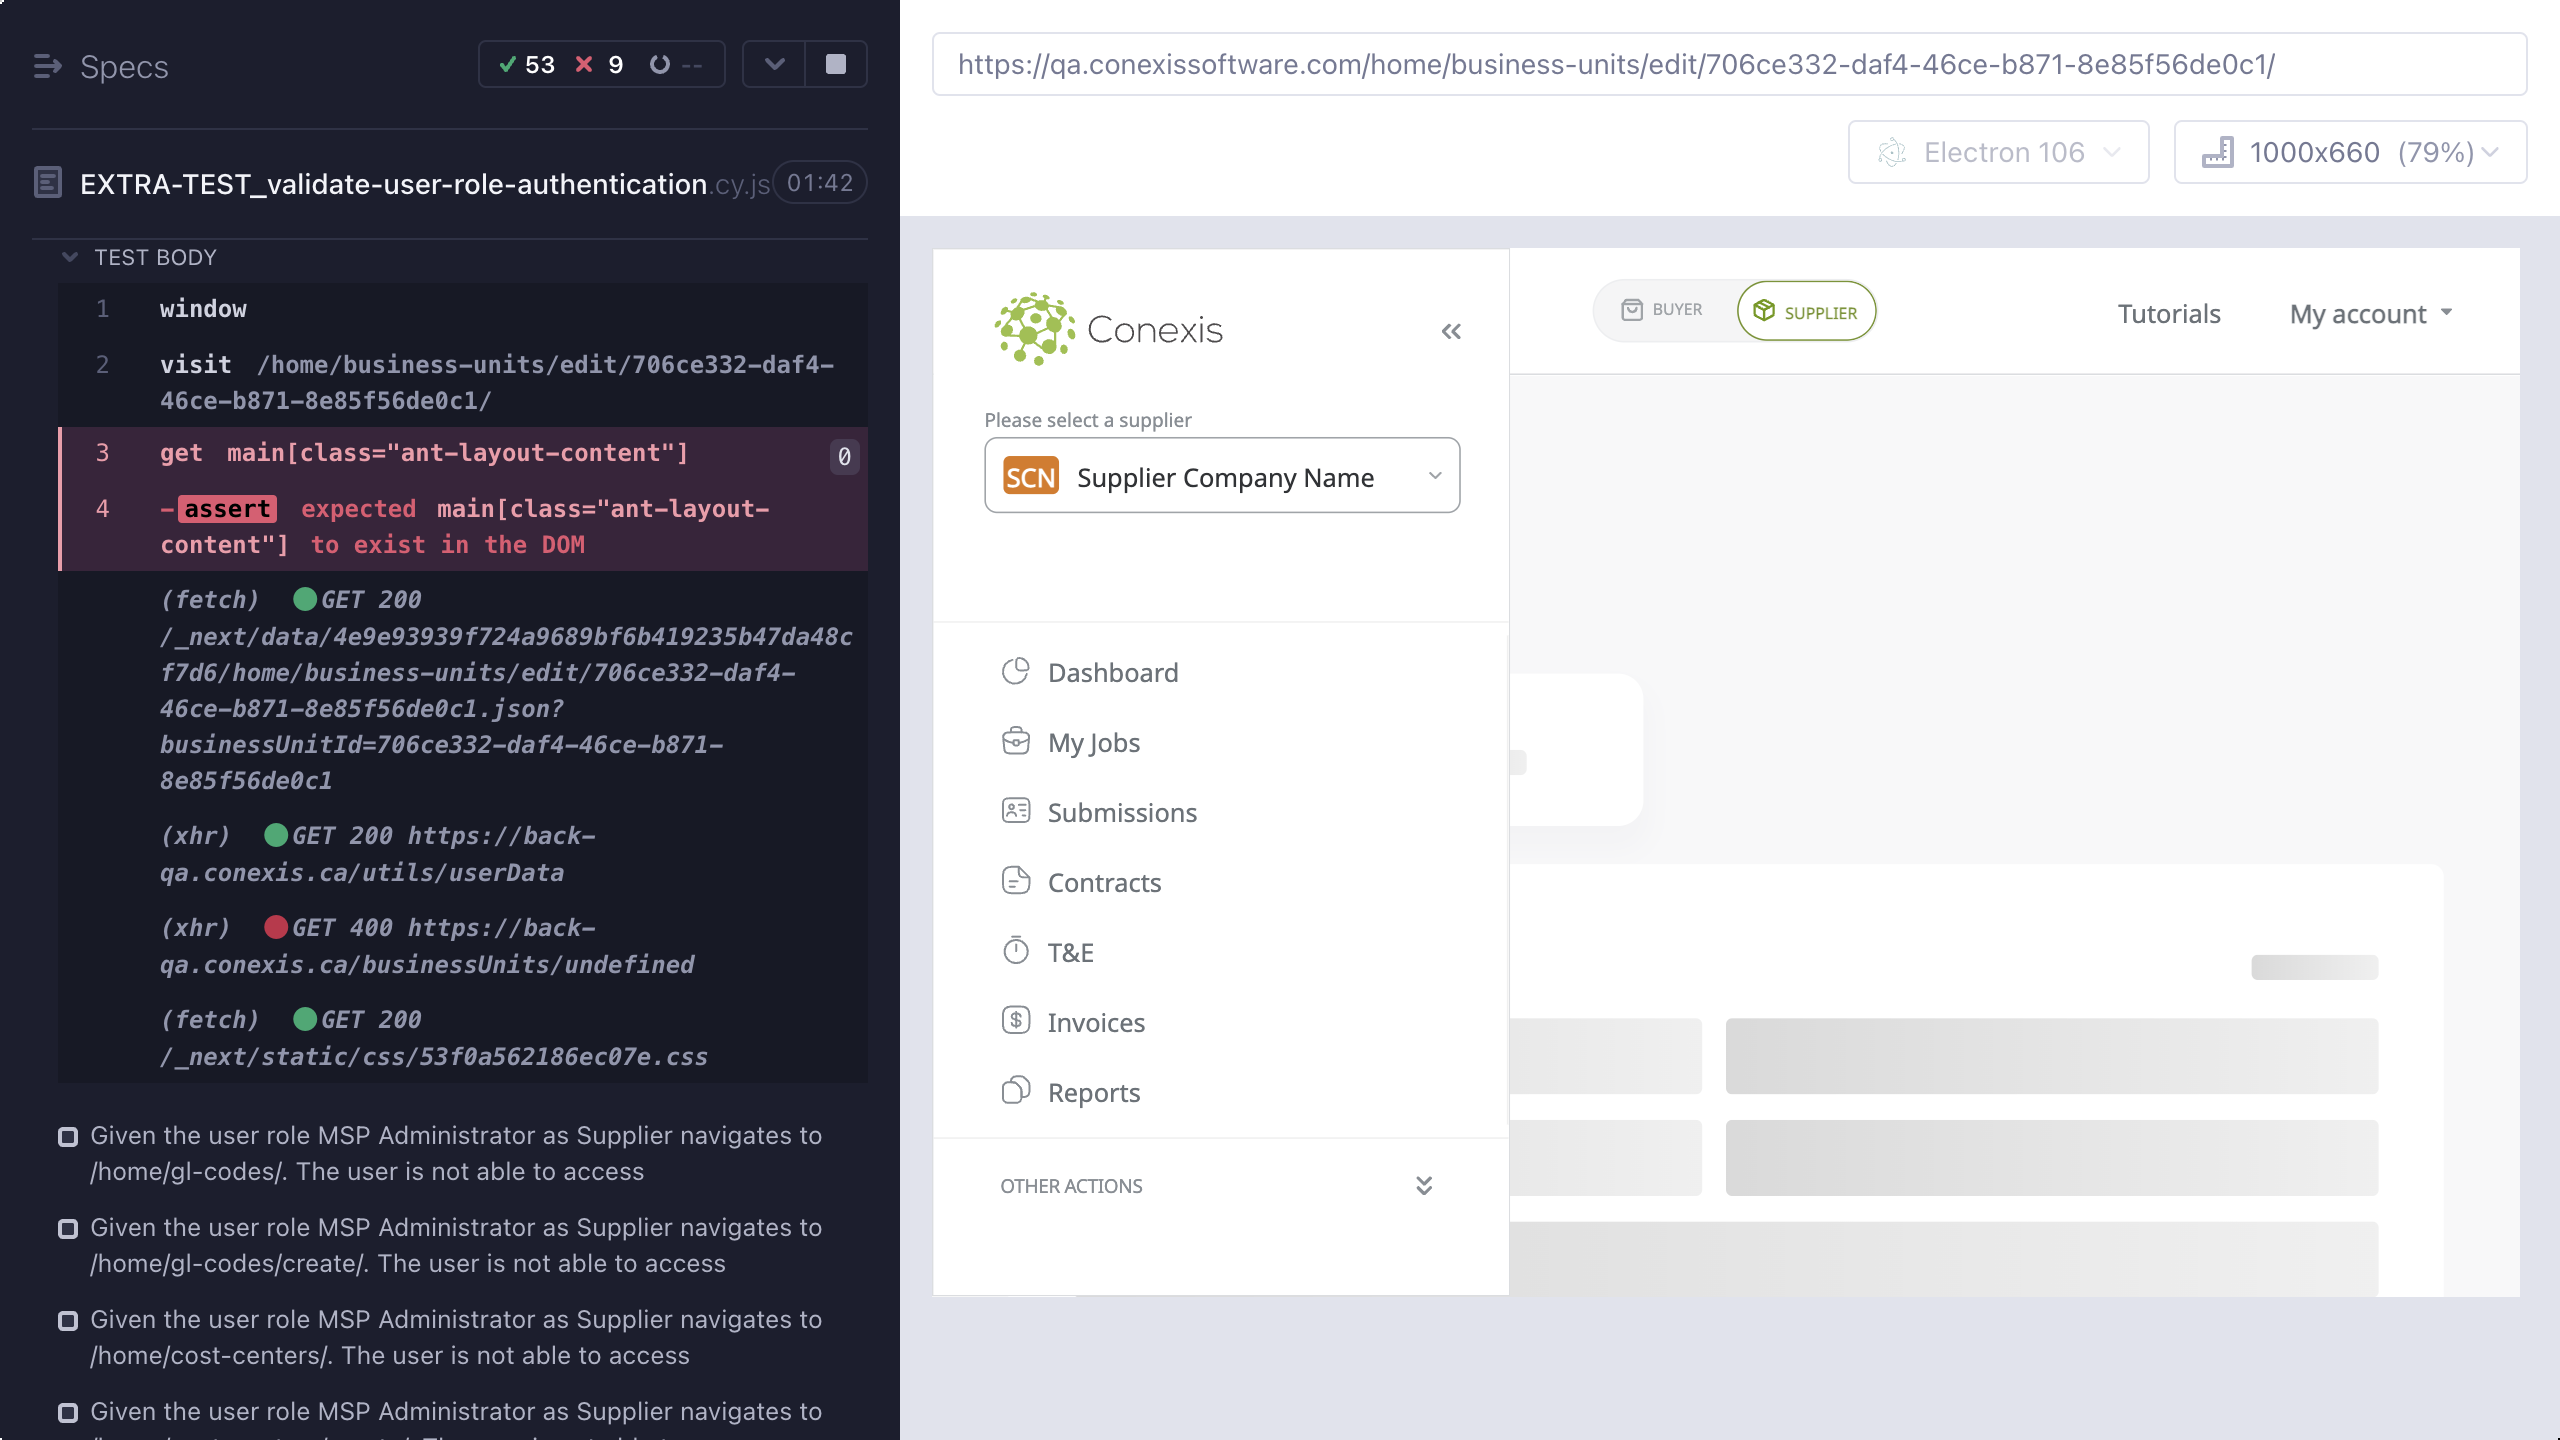 Specs
53
9
--
EXTRA-TEST_validate-user-role-authentication.cy.js
01:42
TEST BODY
1 window
2 visit /home/business-units/edit/706ce332-daf4-
46ce-b871-8e85f56de0c1/
3 get main[class="ant-layout-content"] 0
4 -assert expected main[class="ant-layout-
content"] to exist in the DOM
(fetch) GET 200
/_next/data/4e9e93939f724a9689bf6b419235b47da48c
f7d6/home/business-units/edit/706ce332-daf4-
46ce-b871-8e85f56de0c1.json?
businessUnitId=706ce332-daf4-46ce-b871-
8e85f56de0c1
(xhr) GET 200 https://back-
qa.conexis.ca/utils/userData
(xhr) GET 400 https://back-
qa.conexis.ca/businessUnits/undefined
(fetch) GET 200
/_next/static/css/53f0a562186ec07e.css
Given the user role MSP Administrator as Supplier navigates to
/home/gl-codes/. The user is not able to access
Given the user role MSP Administrator as Supplier navigates to
/home/gl-codes/create/. The user is not able to access
Given the user role MSP Administrator as Supplier navigates to
/home/cost-centers/. The user is not able to access
Given the user role MSP Administrator as Supplier navigates to
https://qa.conexissoftware.com/home/business-units/edit/706ce332-daf4-46ce-b871-8e85f56de0c1/
Electron 106
1000x660 (79%)
Conexis
BUYER
SUPPLIER
Tutorials
My account
Please select a supplier
SCN Supplier Company Name
Dashboard
My Jobs
Submissions
Contracts
T&E
Invoices
Reports
OTHER ACTIONS